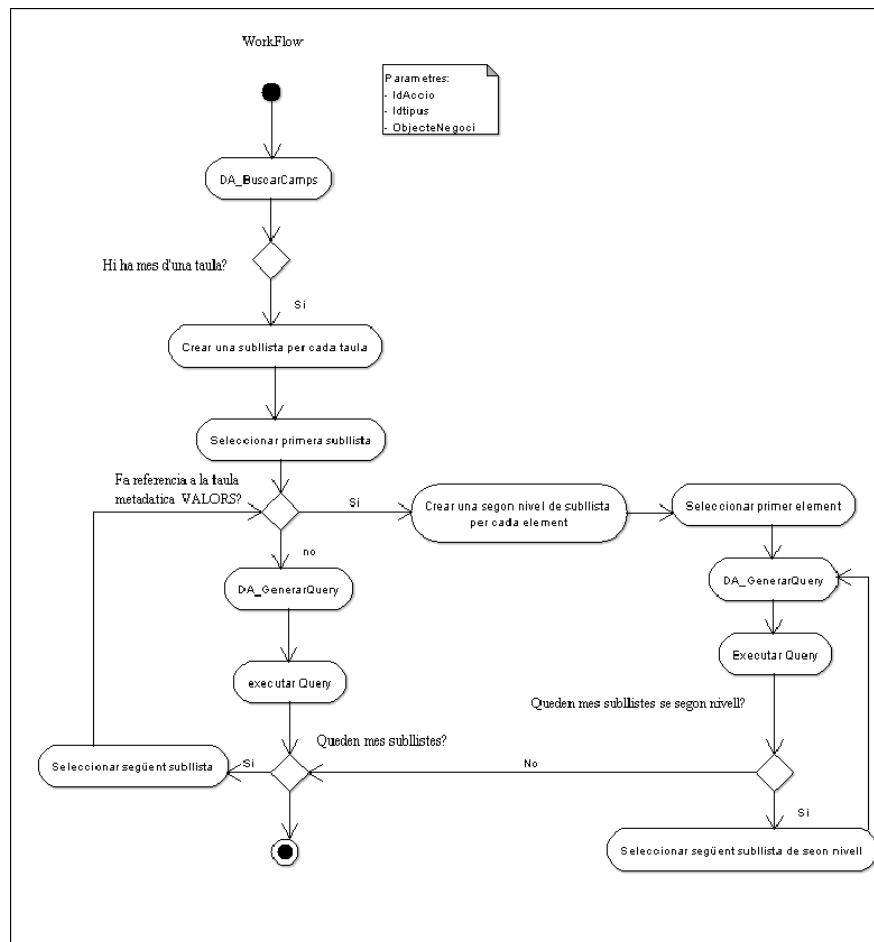 WorkFlow
Parametres:
- IdAccio
- Idtipus
- ObjecteNegoci
DA_BuscarCamps
Hi ha mes d'una taula?
Si
Crear una subllista per cada taula
Seleccionar primera subllista
Fa referencia a la taula
metadatica VALORS?
Si
Crear una segon nivel de subllista
per cada element
Seleccionar primer element
no
DA_GenerarQuery
DA_GenerarQuery
executar Query
Executar Query
Queden mes subllistes se segon nivell?
Queden mes subllistes?
Seleccionar següent subllista
Si
No
Si
Seleccionar següent subllista de seon nivell